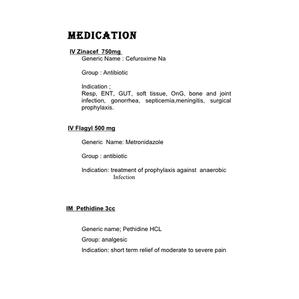 MEDICATION
IV Zinacef 750mg
Generic Name : Cefuroxime Na
Group : Antibiotic
Indication ;
Resp, ENT, GUT, soft tissue, OnG, bone and joint
infection, gonorrhea, septicemia,meningitis, surgical
prophylaxis.
IV Flagyl 500 mg
Generic Name: Metronidazole
Group : antibiotic
Indication: treatment of prophylaxis against anaerobic
Infection
IM Pethidine 3cc
Generic name; Pethidine HCL
Group: analgesic
Indication: short term relief of moderate to severe pain